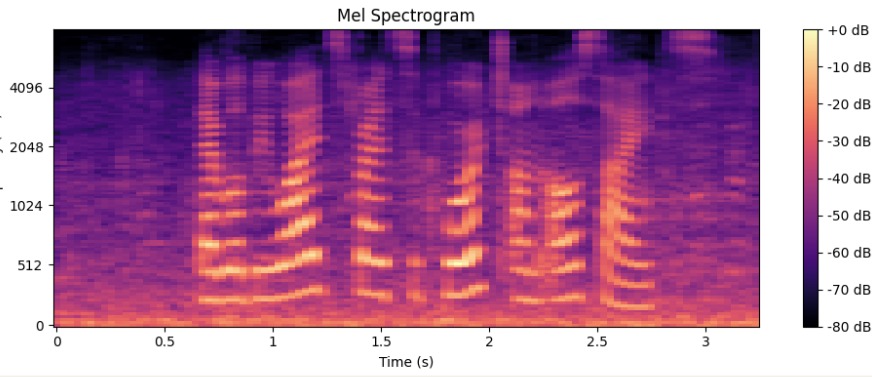 Mel Spectrogram
+0 dB
-10 dB
-20 dB
-30 dB
-40 dB
-50 dB
-60 dB
-70 dB
-80 dB
4096
2048
1024
512
0
0 0.5 1 1.5 2 2.5 3
Time (s)